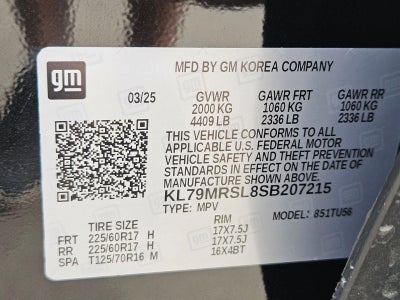 gm
MFD BY GM KOREA COMPANY
03/25 GVWR GAWR FRT GAWR RR
2000 KG 1060 KG 1060 KG
4409 LB 2336 LB 2336 LB
THIS VEHICLE CONFORMS TO ALL
APPLICABLE U.S. FEDERAL MOTOR
VEHICLE SAFETY AND THEFT PREVENTION
STANDARDS IN EFFECT ON THE DATE OF
MANUFACTURE SHOWN ABOVE.
KL79MRSL8SB207215
TYPE: MPV MODEL: 851TU56
TIRE SIZE RIM
FRT 225/60R17 H 17X7.5J
RR 225/60R17 H 17X7.5J
SPA T125/70R16 M 16X4BT